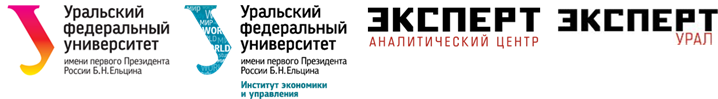 Уральский
федеральный
университет
имени первого Президента
России Б.Н.Ельцина
Уральский
федеральный
университет
имени первого Президента
России Б.Н.Ельцина
Институт экономики
и управления
ЭКСПЕРТ
АНАЛИТИЧЕСКИЙ ЦЕНТР
ЭКСПЕРТ
УРАЛ